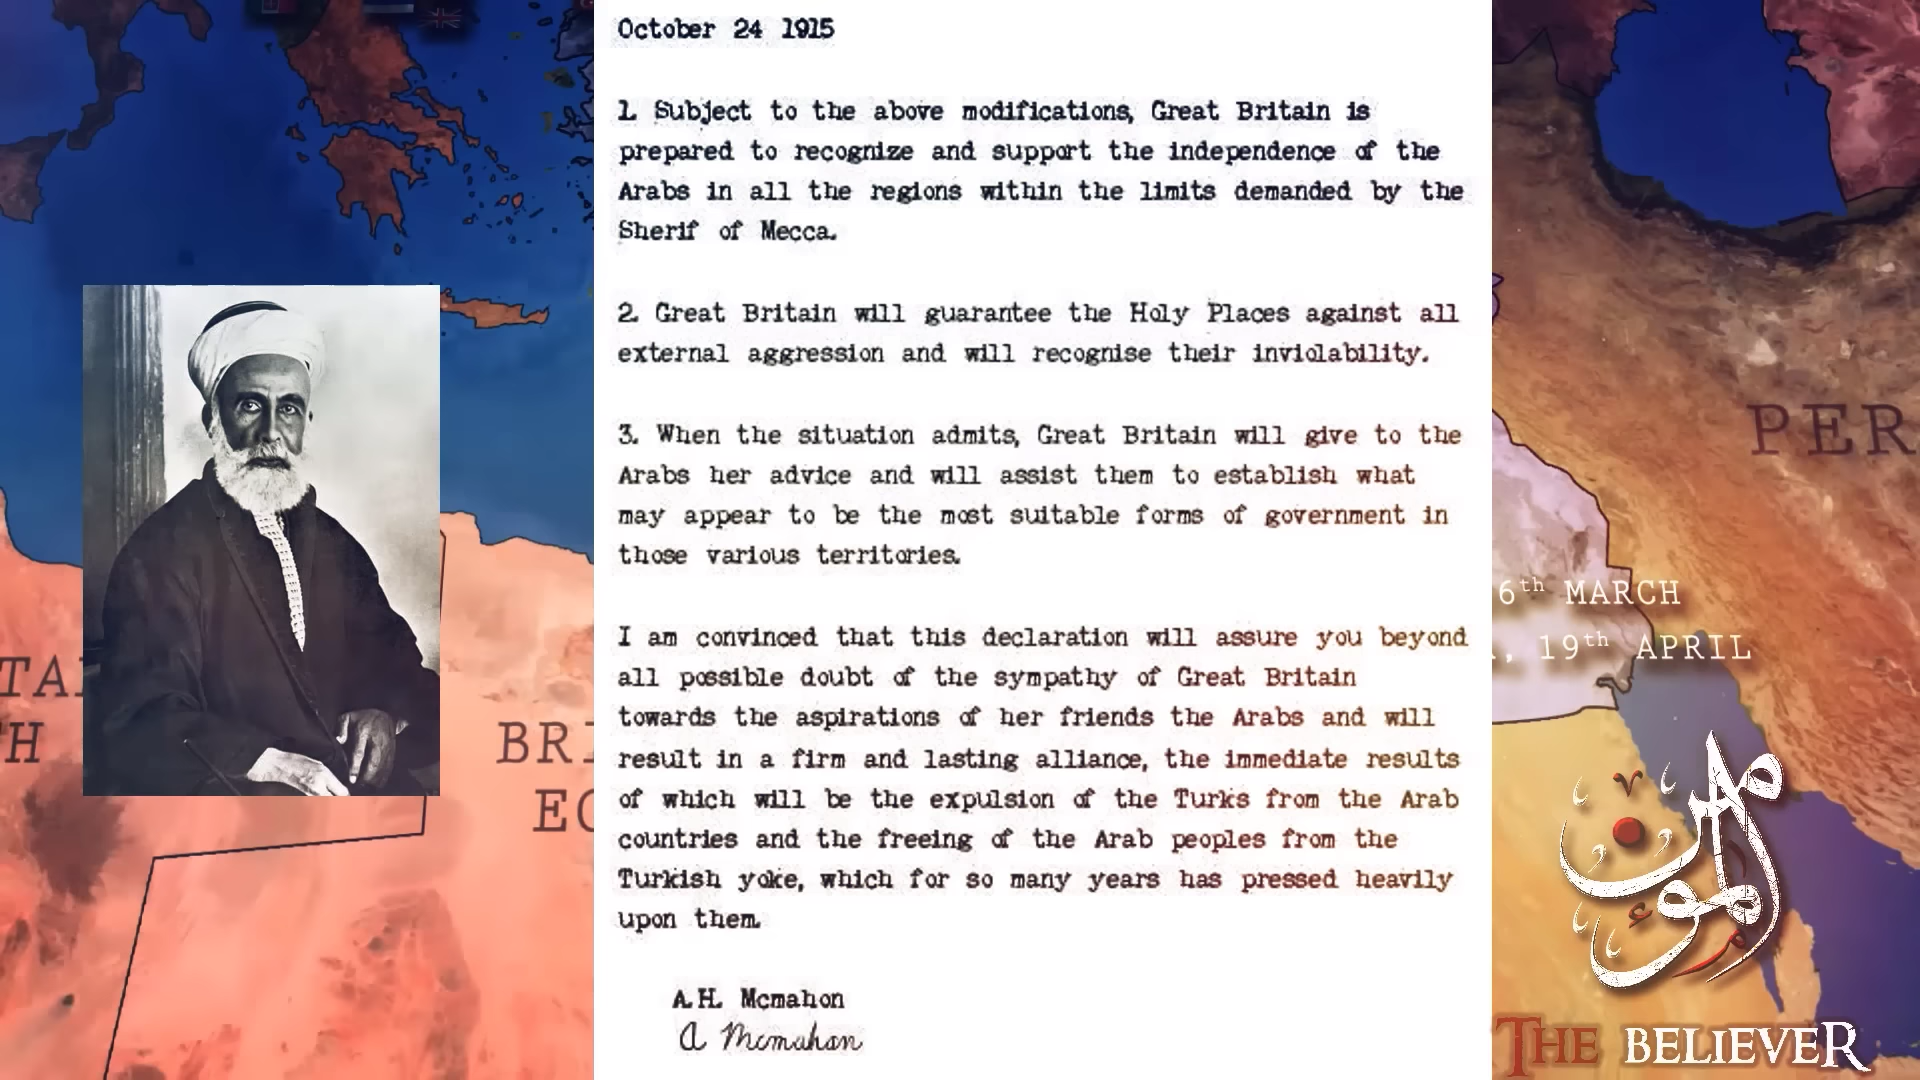 October 24 1915
1. Subject to the above modifications, Great Britain is
prepared to recognize and support the independence of the
Arabs in all the regions within the limits demanded by the
Sherif of Mecca.
2. Great Britain will guarantee the Holy Places against all
external aggression and will recognise their inviolability.
3. When the situation admits, Great Britain will give to the
Arabs her advice and will assist them to establish what
may appear to be the most suitable forms of government in
those various territories.
I am convinced that this declaration will assure you beyond
all possible doubt of the sympathy of Great Britain
towards the aspirations of her friends the Arabs and will
result in a firm and lasting alliance, the immediate results
of which will be the expulsion of the Turks from the Arab
countries and the freeing of the Arab peoples from the
Turkish yoke, which for so many years has pressed heavily
upon them.
A.H. Mcmahon
A Mcmahan
PER
6th MARCH
, 19th APRIL
TA
H
BRI
EG
المؤمن
THE BELIEVER